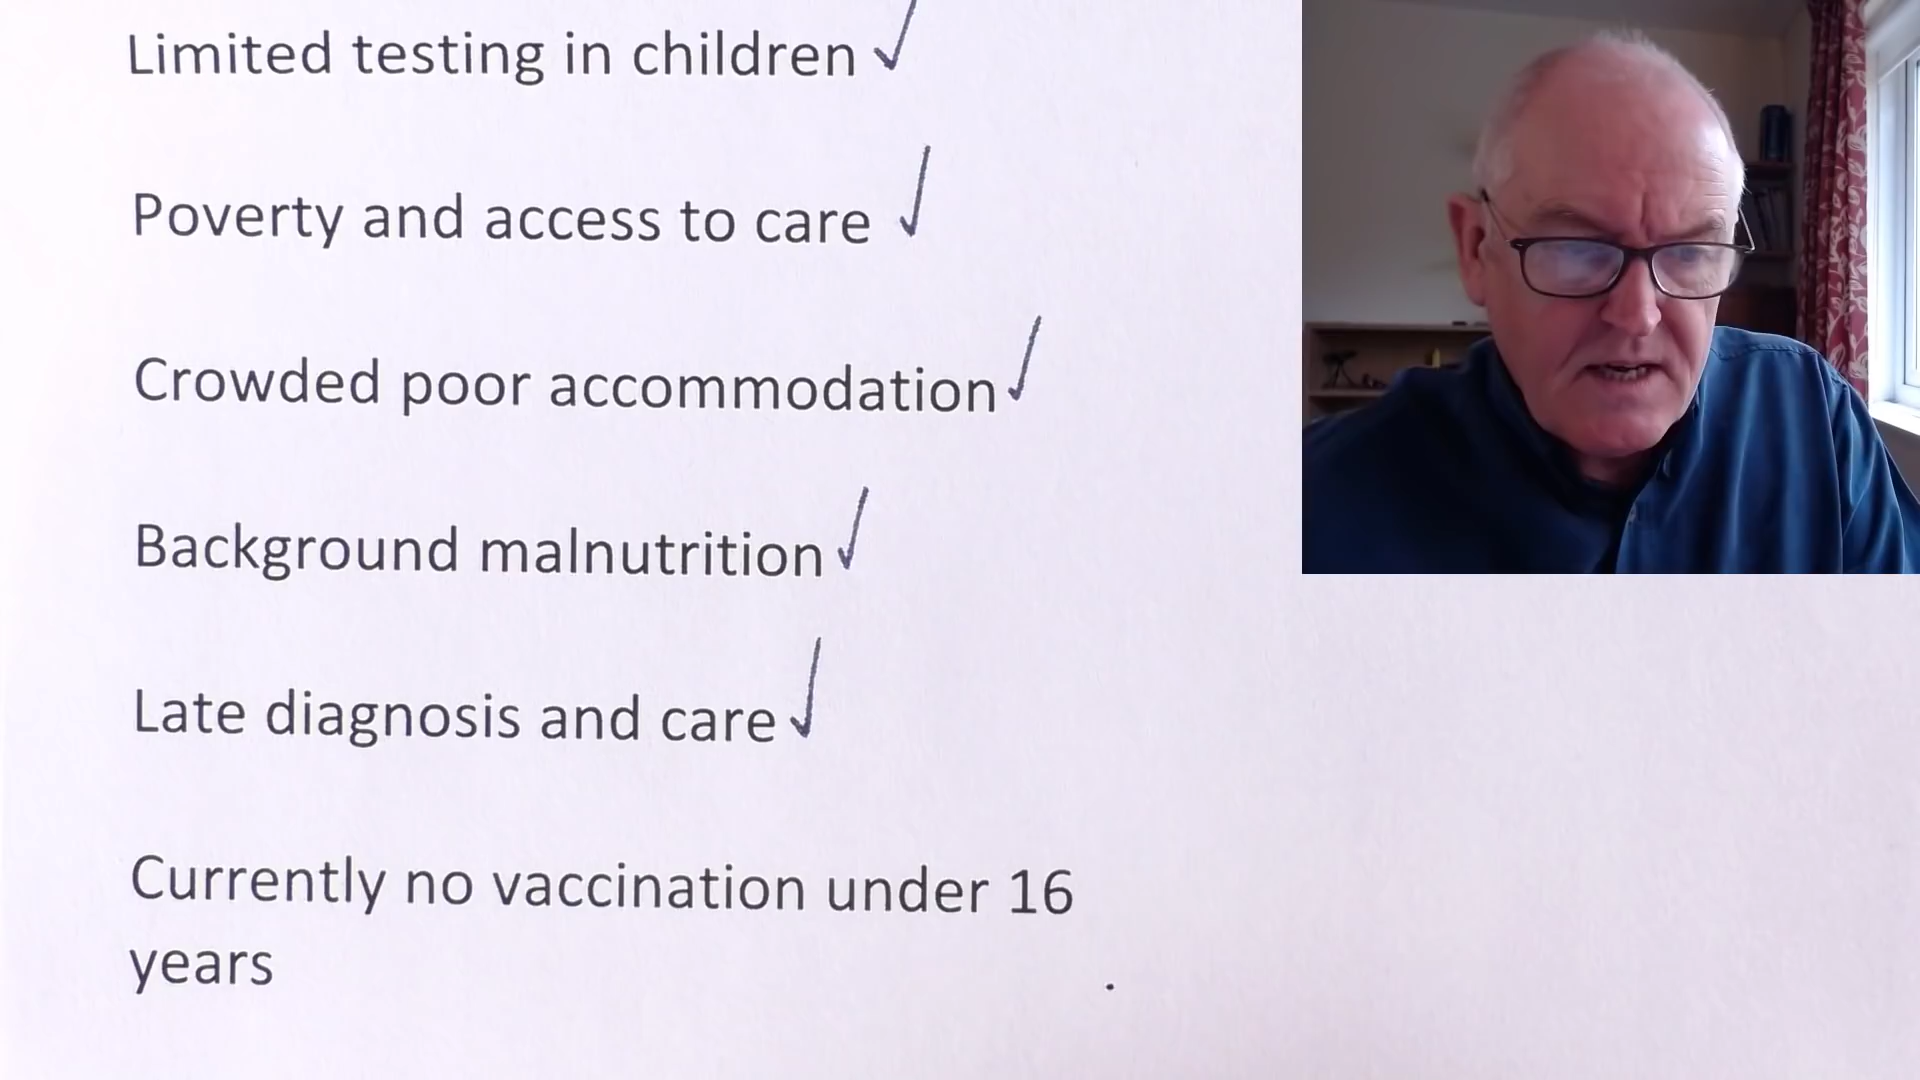 Limited testing in children ✓
Poverty and access to care ✓
Crowded poor accommodation ✓
Background malnutrition ✓
Late diagnosis and care ✓
Currently no vaccination under 16
years